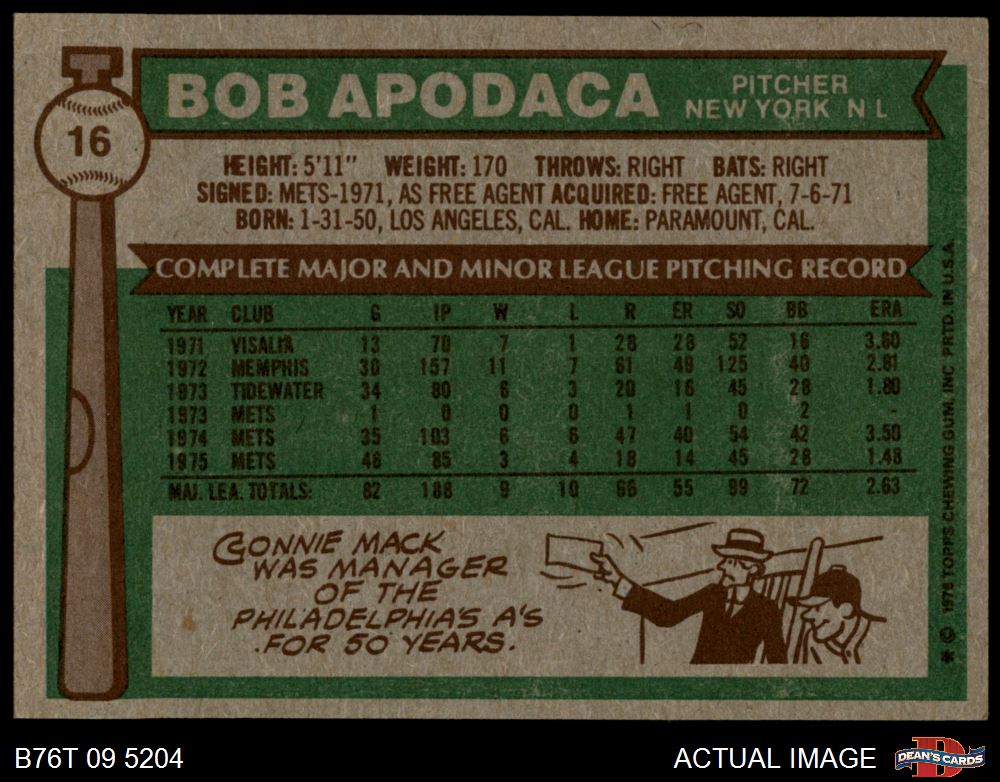 16
BOB APODACA
PITCHER
NEW YORK N L
HEIGHT: 5'11" WEIGHT: 170 THROWS: RIGHT BATS: RIGHT
SIGNED: METS-1971, AS FREE AGENT ACQUIRED: FREE AGENT, 7-6-71
BORN: 1-31-50, LOS ANGELES, CAL. HOME: PARAMOUNT, CAL.
COMPLETE MAJOR AND MINOR LEAGUE PITCHING RECORD
YEAR CLUB G IP W L R ER SO BB ERA
1971 VISALIA 13 70 7 1 28 28 52 16 3.60
1972 MEMPHIS 30 157 11 7 61 49 125 40 2.81
1973 TIDEWATER 34 80 6 3 20 16 45 28 1.80
1973 METS 1 0 0 0 1 1 0 2 -
1974 METS 35 103 6 6 47 40 54 42 3.50
1975 METS 46 85 3 4 18 14 45 28 1.48
MAJ. LEA. TOTALS: 82 188 9 10 66 55 99 72 2.63
CONNIE MACK
WAS MANAGER
OF THE
PHILADELPHIA'S A'S
FOR 50 YEARS.
* © 1976 TOPPS CHEWING GUM, INC PRTD. IN U.S.A.
B76T 09 5204
ACTUAL IMAGE
D
DEAN'S CARDS